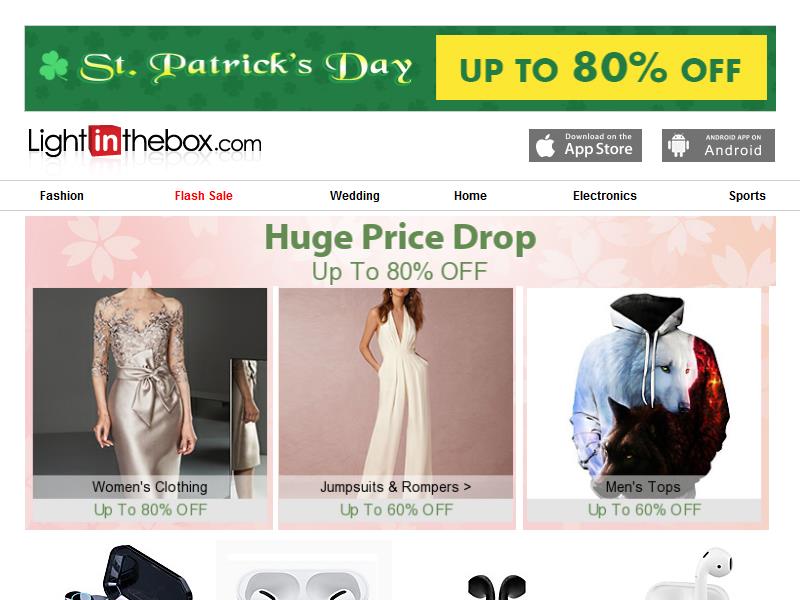 St. Patrick's Day
UP TO 80% OFF
Lightinthebox.com
Download on the
App Store
ANDROID APP ON
Android
Fashion
Flash Sale
Wedding
Home
Electronics
Sports
Huge Price Drop
Up To 80% OFF
Women's Clothing
Up To 80% OFF
Jumpsuits & Rompers >
Up To 60% OFF
Men's Tops
Up To 60% OFF